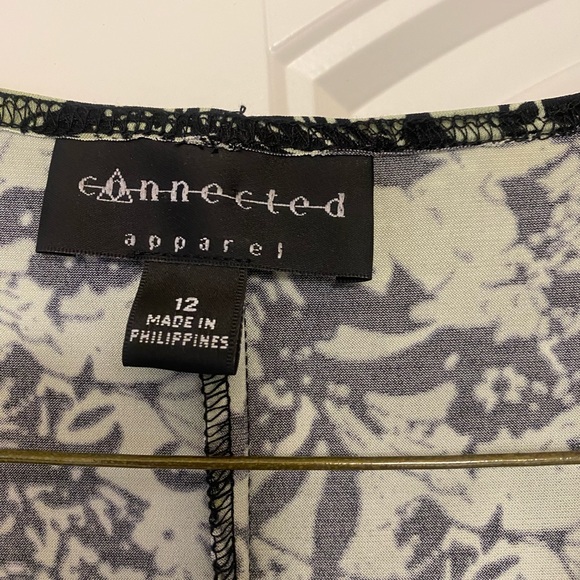 connected
apparel
12
MADE IN
PHILIPPINES